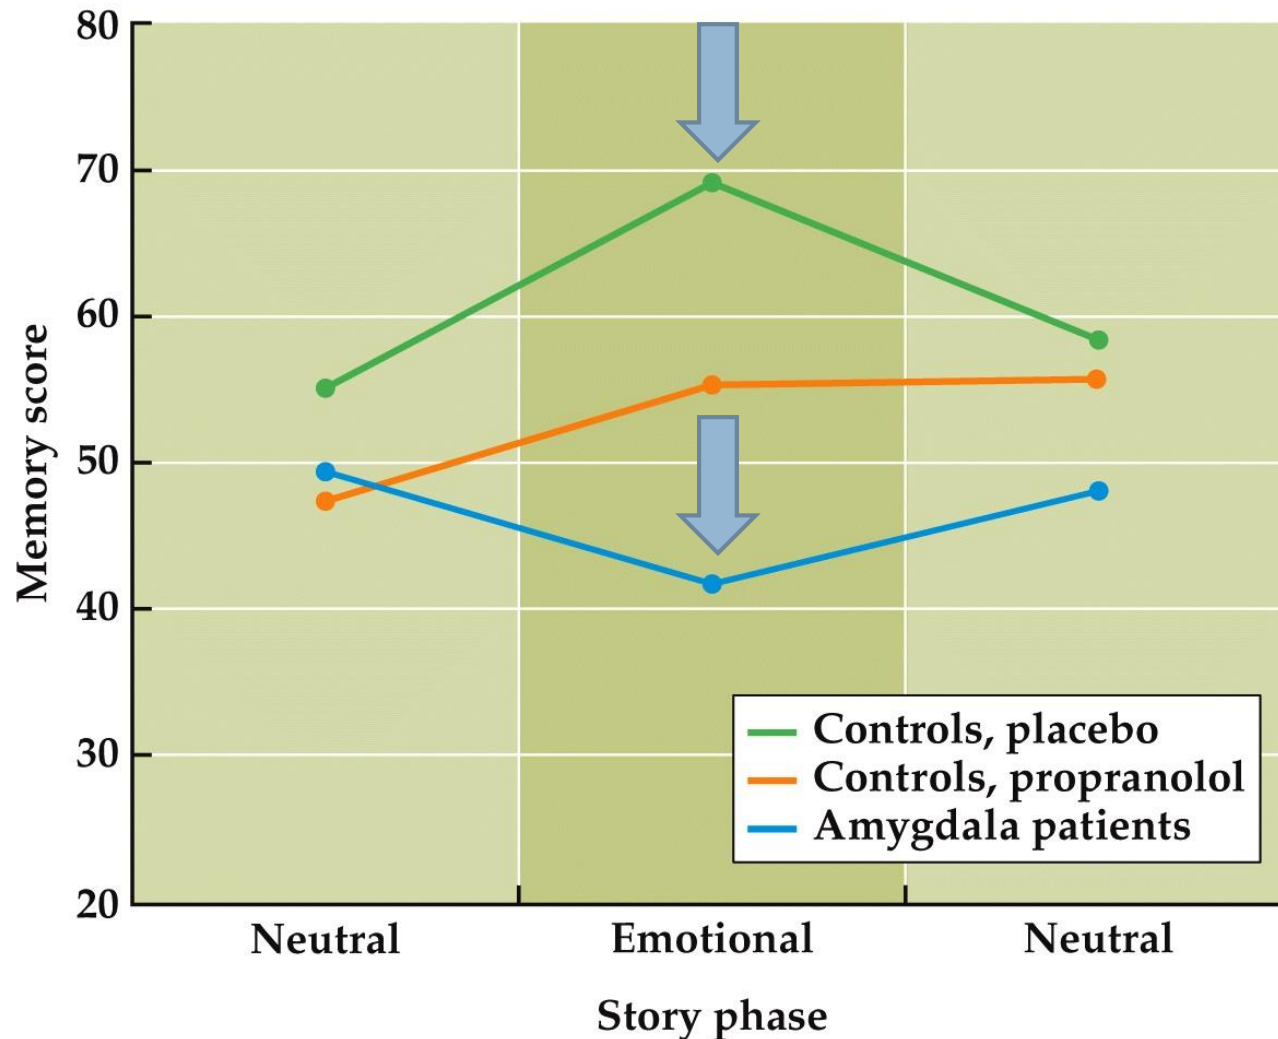 80
70
60
50
40
30
20
Memory score
Neutral
Emotional
Neutral
Story phase
Controls, placebo
Controls, propranolol
Amygdala patients